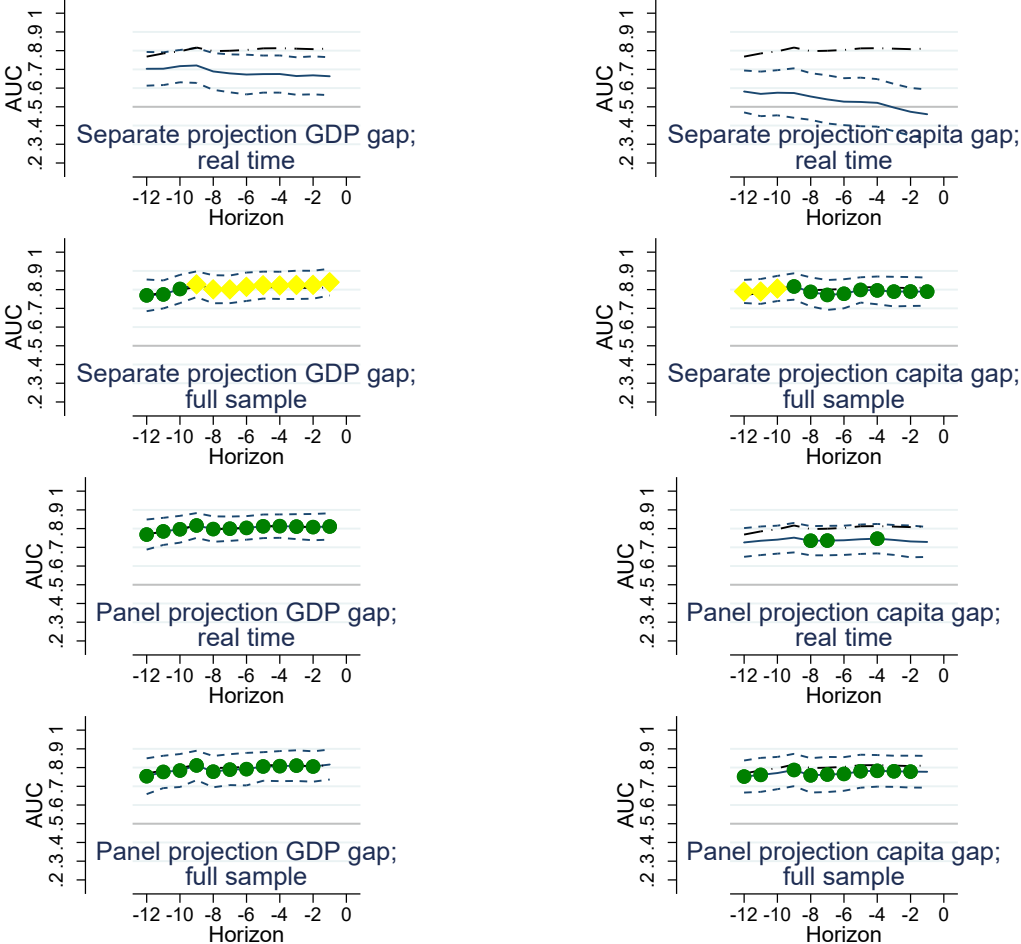 AUC
.2 .3 .4 .5 .6 .7 .8 .9 1
Separate projection GDP gap;
real time
-12 -10 -8 -6 -4 -2 0
Horizon
AUC
.2 .3 .4 .5 .6 .7 .8 .9 1
Separate projection capita gap;
real time
-12 -10 -8 -6 -4 -2 0
Horizon
AUC
.2 .3 .4 .5 .6 .7 .8 .9 1
Separate projection GDP gap;
full sample
-12 -10 -8 -6 -4 -2 0
Horizon
AUC
.2 .3 .4 .5 .6 .7 .8 .9 1
Separate projection capita gap;
full sample
-12 -10 -8 -6 -4 -2 0
Horizon
AUC
.2 .3 .4 .5 .6 .7 .8 .9 1
Panel projection GDP gap;
real time
-12 -10 -8 -6 -4 -2 0
Horizon
AUC
.2 .3 .4 .5 .6 .7 .8 .9 1
Panel projection capita gap;
real time
-12 -10 -8 -6 -4 -2 0
Horizon
AUC
.2 .3 .4 .5 .6 .7 .8 .9 1
Panel projection GDP gap;
full sample
-12 -10 -8 -6 -4 -2 0
Horizon
AUC
.2 .3 .4 .5 .6 .7 .8 .9 1
Panel projection capita gap;
full sample
-12 -10 -8 -6 -4 -2 0
Horizon